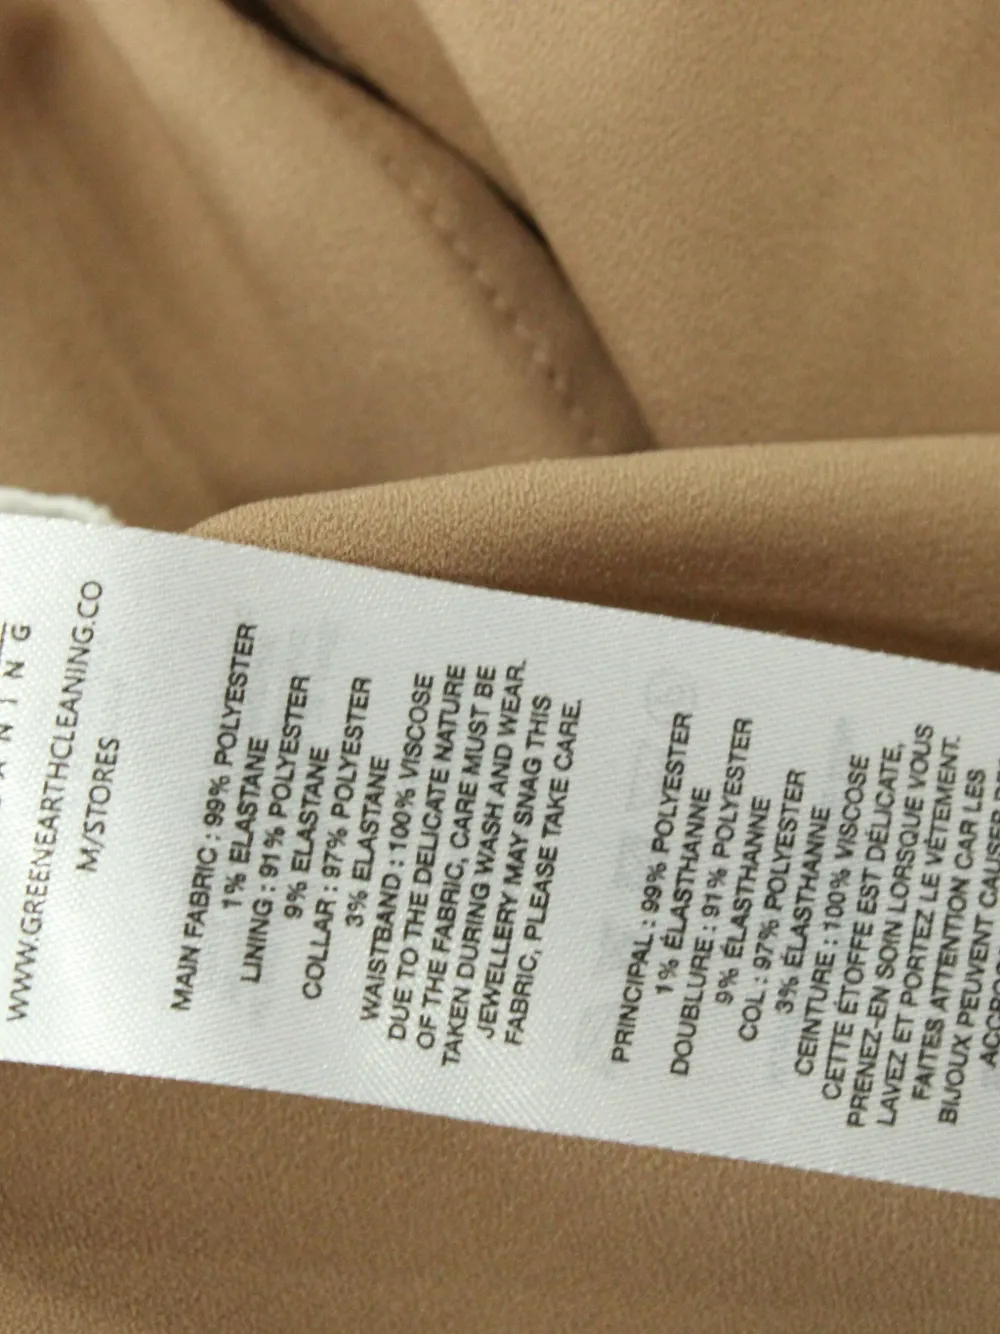 A N I N G
WWW.GREENEARTHCLEANING.CO
M/STORES
MAIN FABRIC : 99% POLYESTER
1% ELASTANE
LINING : 91% POLYESTER
9% ELASTANE
COLLAR : 97% POLYESTER
3% ELASTANE
WAISTBAND : 100% VISCOSE
DUE TO THE DELICATE NATURE
OF THE FABRIC, CARE MUST BE
TAKEN DURING WASH AND WEAR.
JEWELLERY MAY SNAG THIS
FABRIC, PLEASE TAKE CARE.
PRINCIPAL : 99% POLYESTER
1% ÉLASTHANNE
DOUBLURE : 91% POLYESTER
9% ÉLASTHANNE
COL : 97% POLYESTER
3% ÉLASTHANNE
CEINTURE : 100% VISCOSE
CETTE ÉTOFFE EST DÉLICATE,
PRENEZ-EN SOIN LORSQUE VOUS
LAVEZ ET PORTEZ LE VÊTEMENT.
FAITES ATTENTION CAR LES
BIJOUX PEUVENT CAUSER